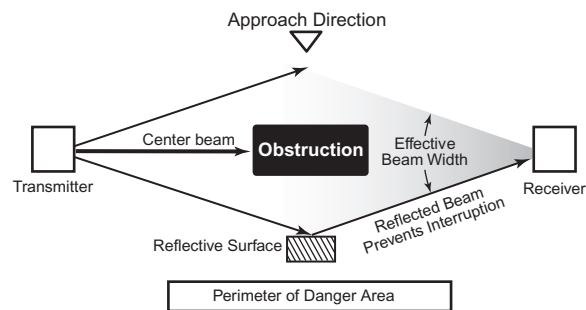 Approach Direction
Center beam
Obstruction
Effective
Beam Width
Transmitter
Receiver
Reflected Beam
Prevents Interruption
Reflective Surface
Perimeter of Danger Area